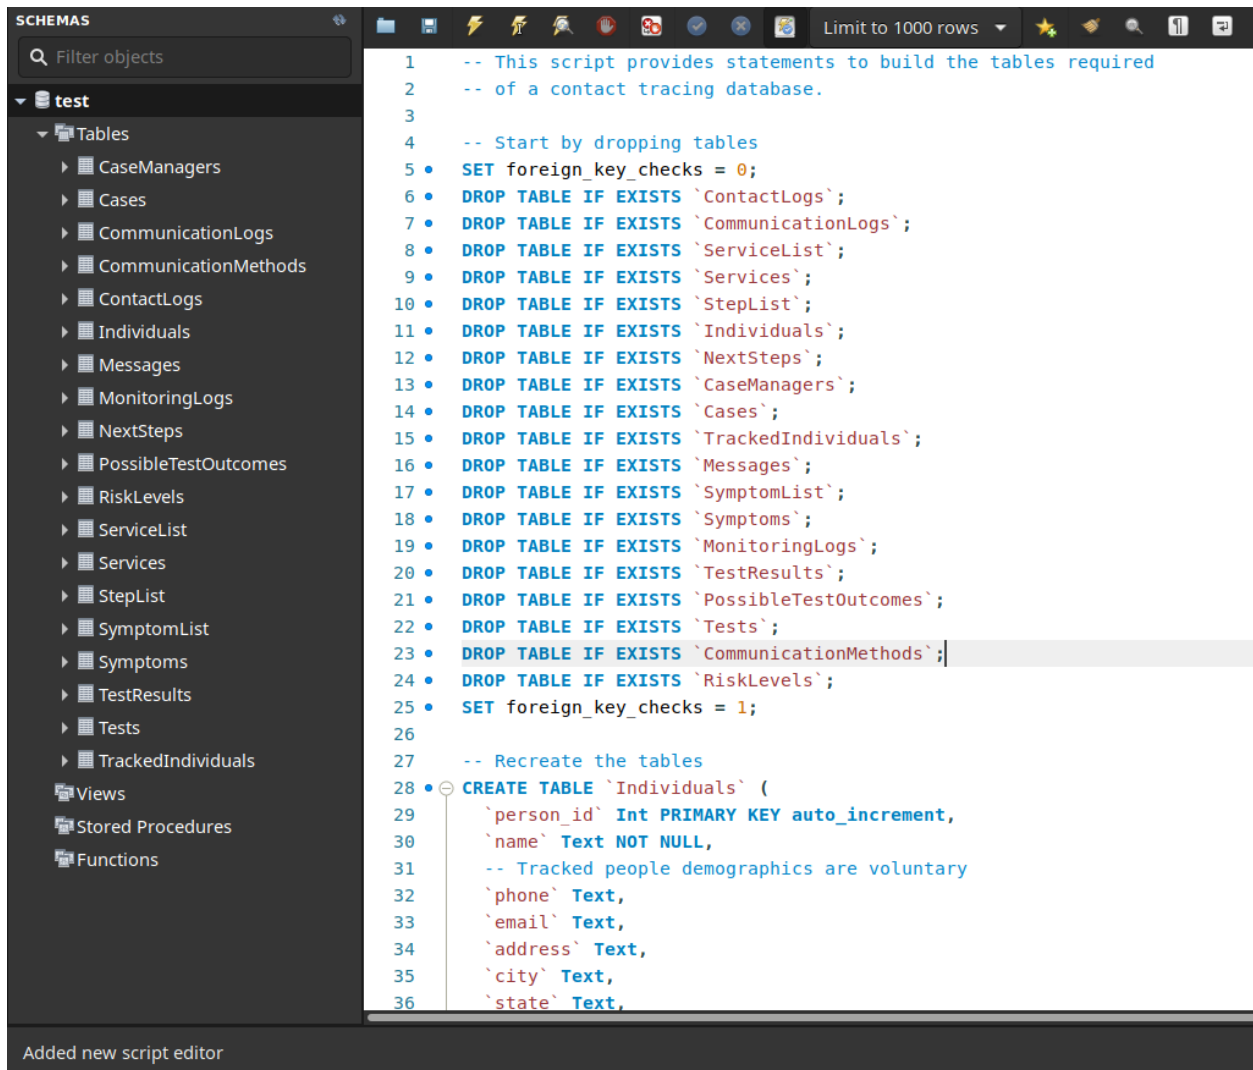 SCHEMAS
Filter objects
test
Tables
CaseManagers
Cases
CommunicationLogs
CommunicationMethods
ContactLogs
Individuals
Messages
MonitoringLogs
NextSteps
PossibleTestOutcomes
RiskLevels
ServiceList
Services
StepList
SymptomList
Symptoms
TestResults
Tests
TrackedIndividuals
Views
Stored Procedures
Functions
Limit to 1000 rows
1 -- This script provides statements to build the tables required
2 -- of a contact tracing database.
3
4 -- Start by dropping tables
5 SET foreign_key_checks = 0;
6 DROP TABLE IF EXISTS `ContactLogs`;
7 DROP TABLE IF EXISTS `CommunicationLogs`;
8 DROP TABLE IF EXISTS `ServiceList`;
9 DROP TABLE IF EXISTS `Services`;
10 DROP TABLE IF EXISTS `StepList`;
11 DROP TABLE IF EXISTS `Individuals`;
12 DROP TABLE IF EXISTS `NextSteps`;
13 DROP TABLE IF EXISTS `CaseManagers`;
14 DROP TABLE IF EXISTS `Cases`;
15 DROP TABLE IF EXISTS `TrackedIndividuals`;
16 DROP TABLE IF EXISTS `Messages`;
17 DROP TABLE IF EXISTS `SymptomList`;
18 DROP TABLE IF EXISTS `Symptoms`;
19 DROP TABLE IF EXISTS `MonitoringLogs`;
20 DROP TABLE IF EXISTS `TestResults`;
21 DROP TABLE IF EXISTS `PossibleTestOutcomes`;
22 DROP TABLE IF EXISTS `Tests`;
23 DROP TABLE IF EXISTS `CommunicationMethods`;
24 DROP TABLE IF EXISTS `RiskLevels`;
25 SET foreign_key_checks = 1;
26
27 -- Recreate the tables
28 CREATE TABLE `Individuals` (
29 `person_id` Int PRIMARY KEY auto_increment,
30 `name` Text NOT NULL,
31 -- Tracked people demographics are voluntary
32 `phone` Text,
33 `email` Text,
34 `address` Text,
35 `city` Text,
36 `state` Text,
Added new script editor